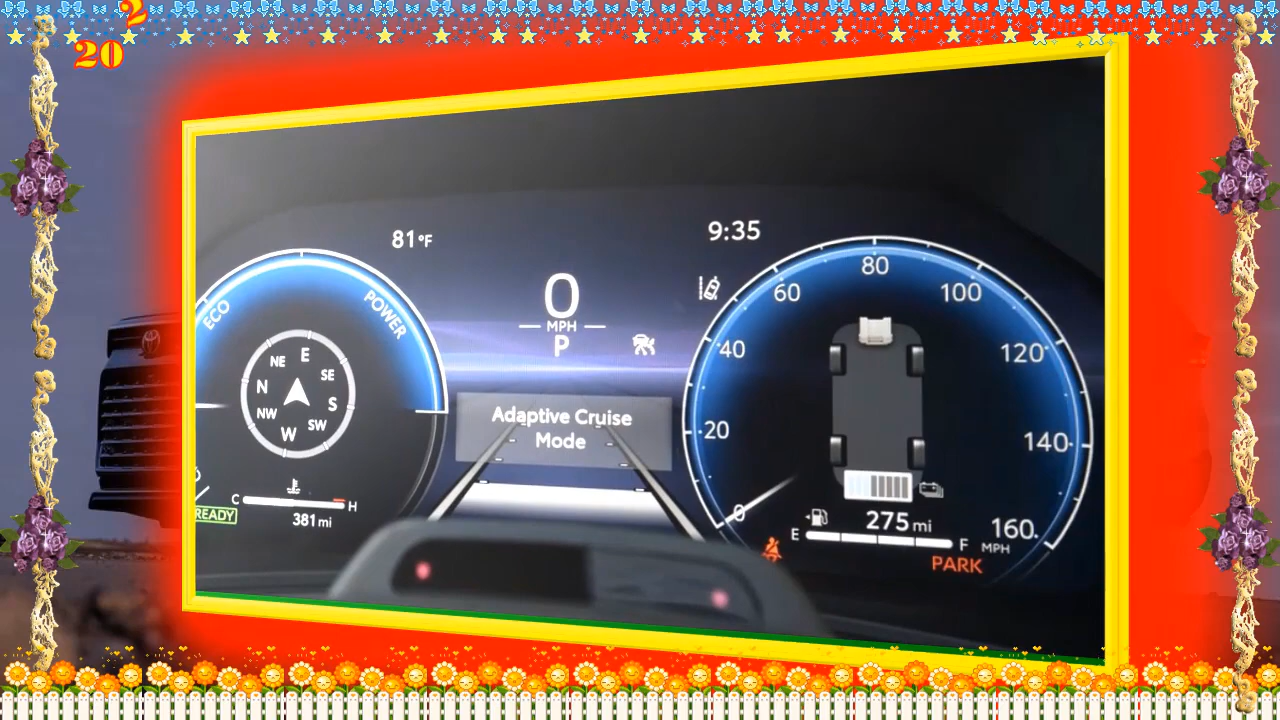 2
20
81°F
9:35
ECO
POWER
0
MPH
P
E
NE
SE
N
S
NW
SW
W
Adaptive Cruise
Mode
0
20
40
60
80
100
120
140
160
MPH
C
H
381 mi
READY
275 mi
E
F
PARK